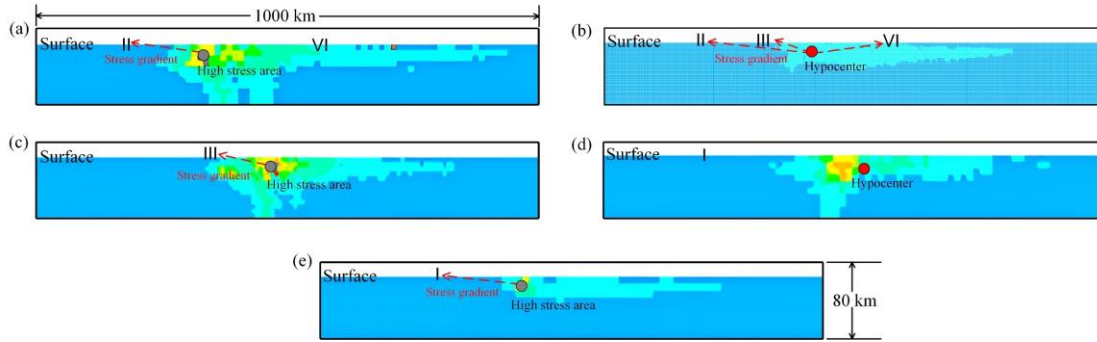 1000 km
(a)
Surface
II
VI
Stress gradient
High stress area
(b)
Surface
II
III
VI
Stress gradient
Hypocenter
(c)
Surface
III
Stress gradient
High stress area
(d)
Surface
I
Hypocenter
(e)
Surface
I
Stress gradient
High stress area
80 km